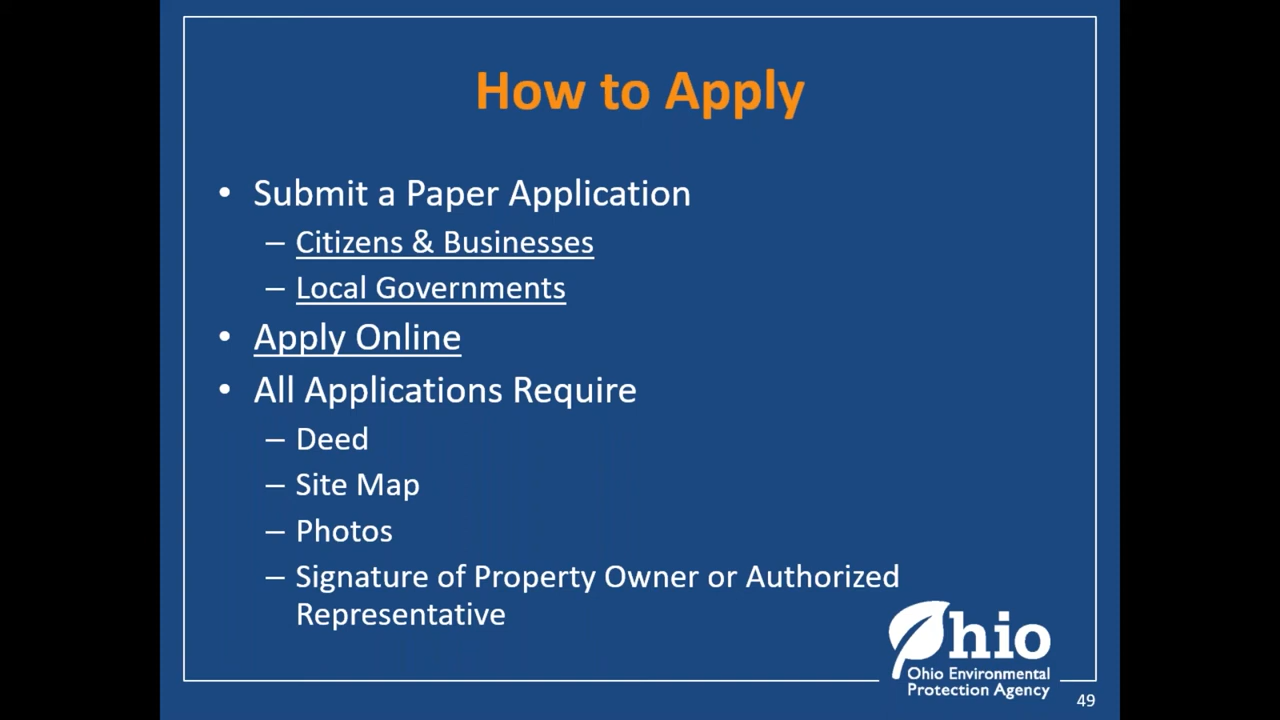 How to Apply
• Submit a Paper Application
– Citizens & Businesses
– Local Governments
• Apply Online
• All Applications Require
– Deed
– Site Map
– Photos
– Signature of Property Owner or Authorized
Representative
Ohio
Ohio Environmental
Protection Agency
49